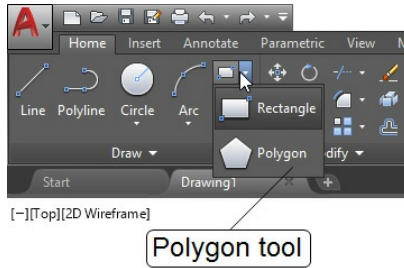 A
Home Insert Annotate Parametric View
Line Polyline Circle Arc
Rectangle
Polygon
Draw dify
Start Drawing1
[−][Top][2D Wireframe]
Polygon tool